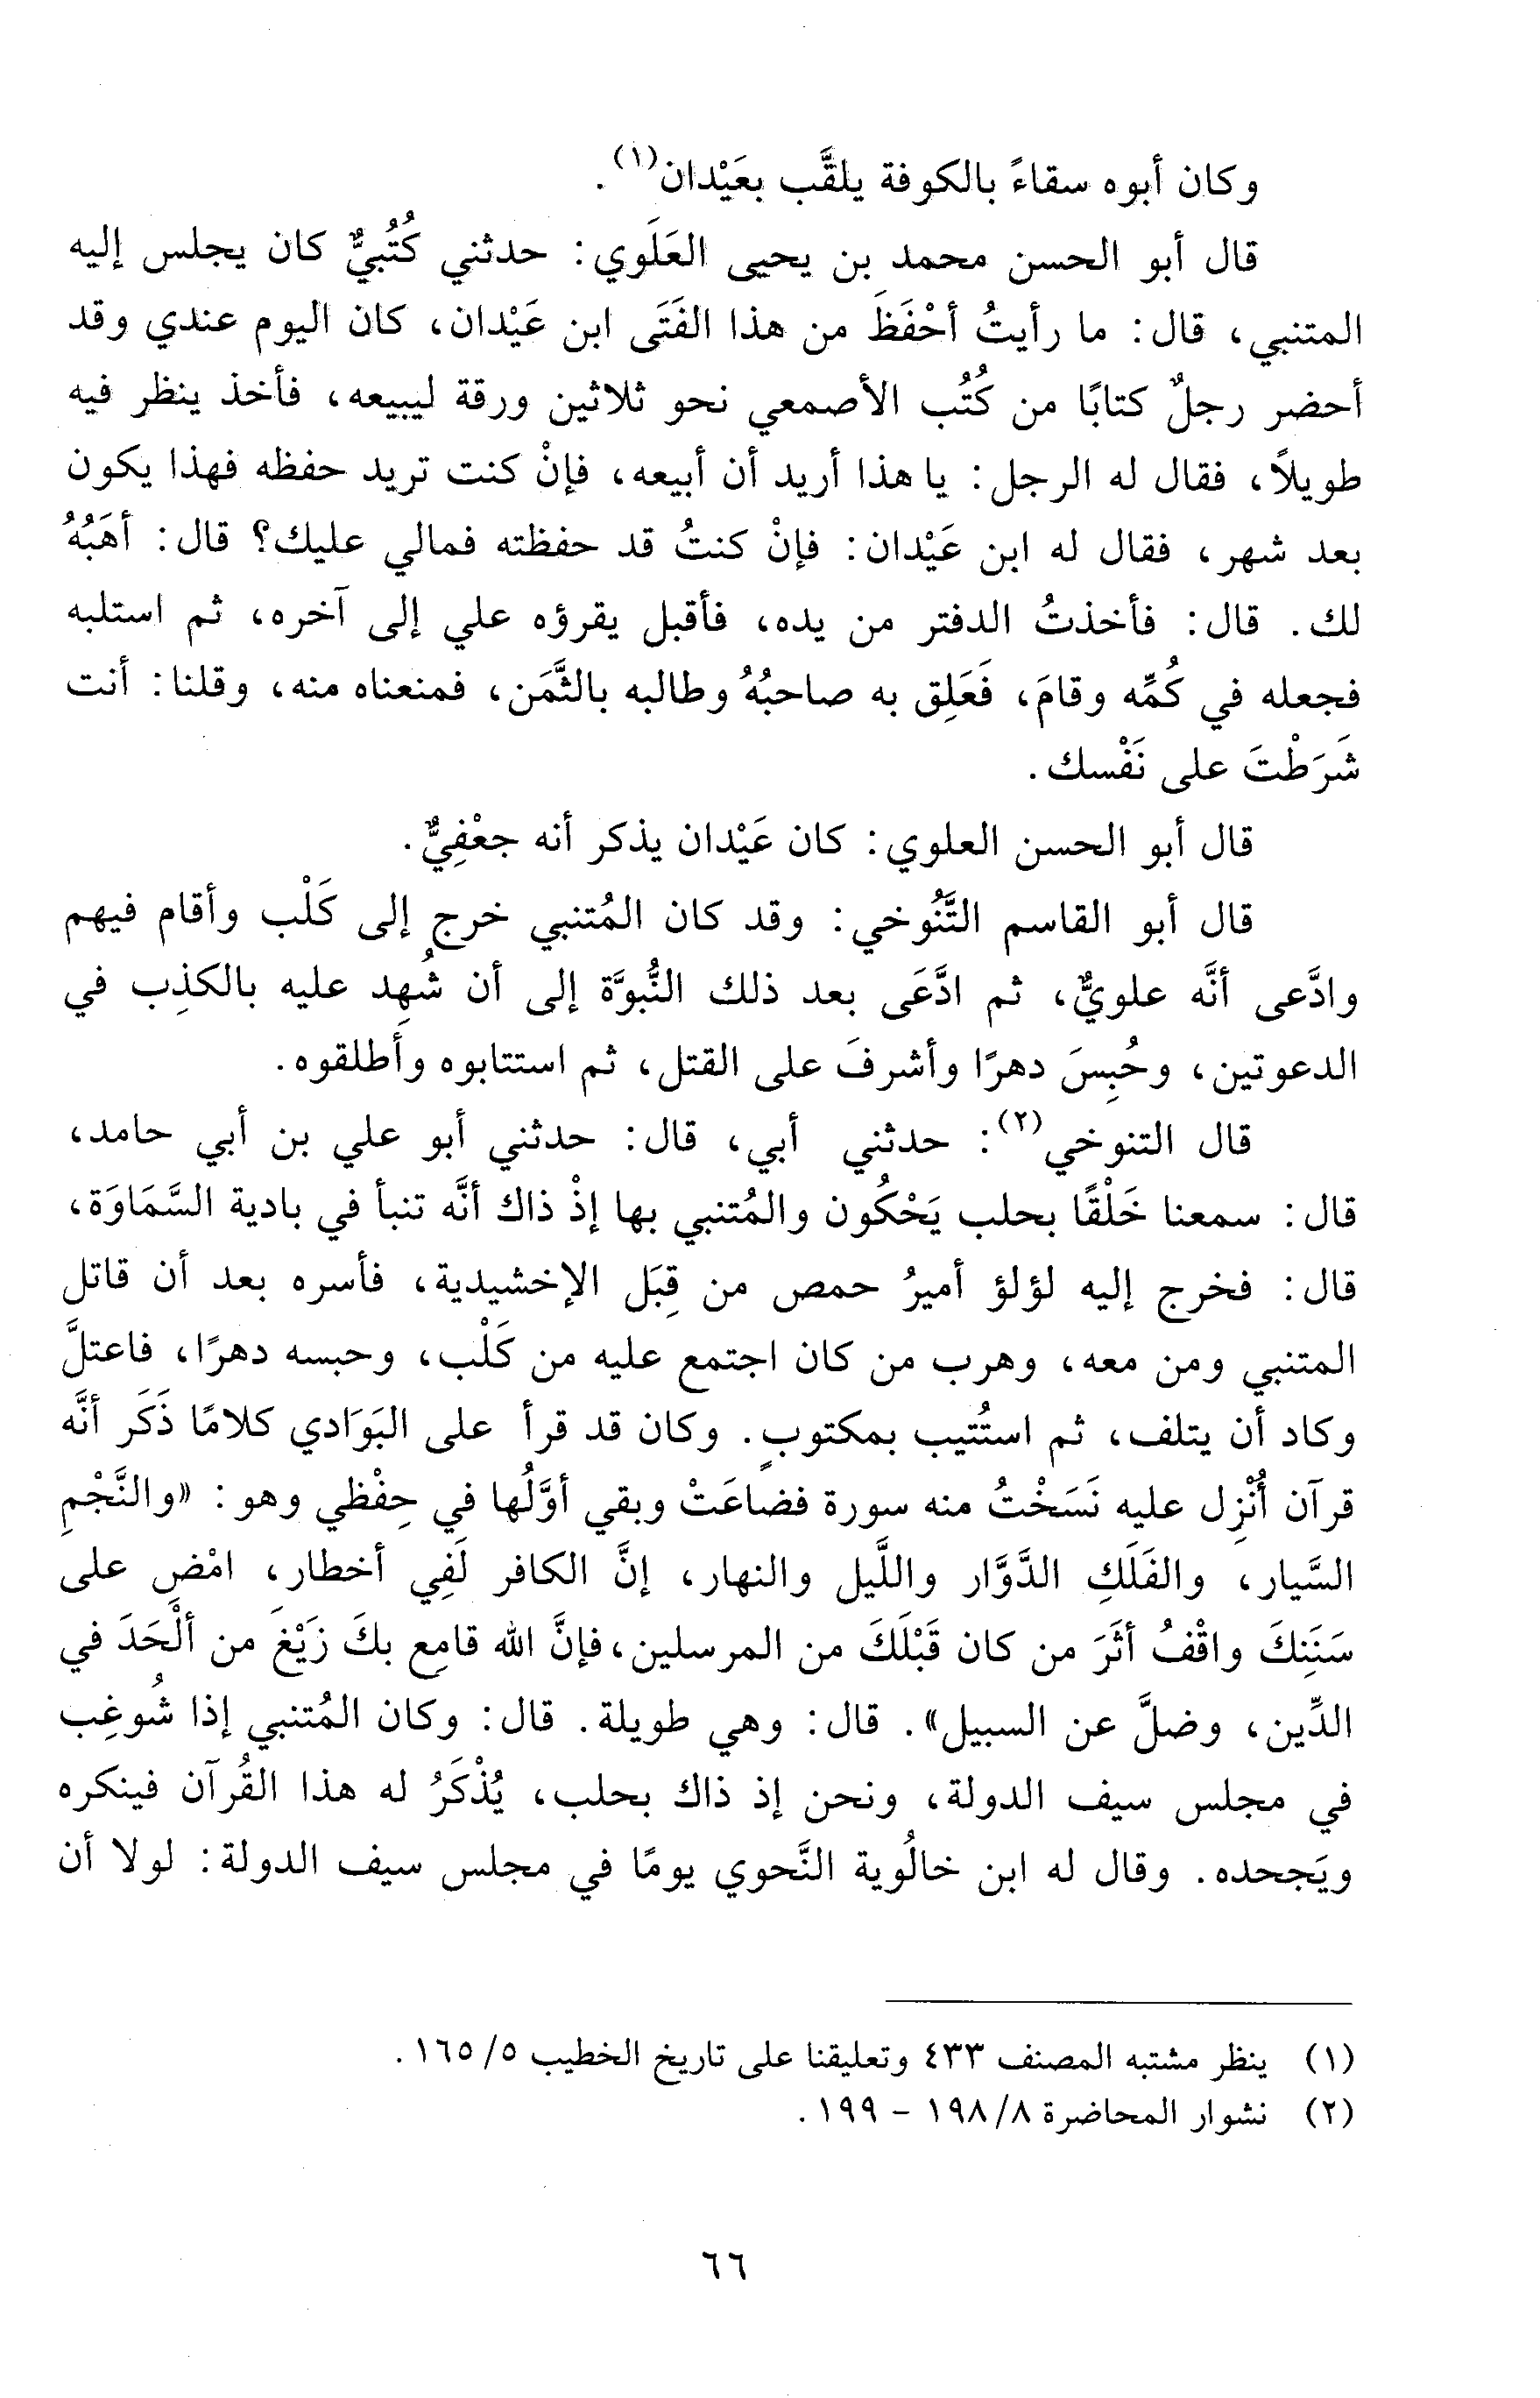 وكان أبوه سقاءً بالكوفة يلقَّب بعَيْدان(١).
قال أبو الحسن محمد بن يحيى العَلَوي: حدثني كُتُبيٌّ كان يجلس إليه
المتنبي، قال: ما رأيتُ أحْفَظَ من هذا الفَتَى ابن عَيْدان، كان اليوم عندي وقد
أحضر رجلٌ كتابًا من كُتُب الأصمعي نحو ثلاثين ورقة ليبيعه، فأخذ ينظر فيه
طويلاً، فقال له الرجل: يا هذا أريد أن أبيعه، فإنْ كنت تريد حفظه فهذا يكون
بعد شهر، فقال له ابن عَيْدان: فإنْ كنتُ قد حفظته فمالي عليك؟ قال: أهَبُهُ
لك. قال: فأخذتُ الدفتر من يده، فأقبل يقرؤه علي إلى آخره، ثم استلبه
فجعله في كُمِّه وقامَ، فَعَلِق به صاحبُهُ وطالبه بالثَّمَن، فمنعناه منه، وقلنا: أنت
شَرَطْتَ على نَفْسك.
قال أبو الحسن العلوي: كان عَيْدان يذكر أنه جعْفِيٌّ.
قال أبو القاسم التَّنُوخي: وقد كان المُتنبي خرج إلى كَلْب وأقام فيهم
وادَّعى أنَّه علويٌّ، ثم ادَّعَى بعد ذلك النُّبوَّة إلى أن شُهِد عليه بالكذِب في
الدعوتين، وحُبِسَ دهرًا وأشرفَ على القتل، ثم استتابوه وأطلقوه.
قال التنوخي(٢): حدثني أبي، قال: حدثني أبو علي بن أبي حامد،
قال: سمعنا خَلْقًا بحلب يَحْكُون والمُتنبي بها إذْ ذاك أنَّه تنبأ في بادية السَّمَاوَة،
قال: فخرج إليه لؤلؤ أميرُ حمص من قِبَل الإخشيدية، فأسره بعد أن قاتل
المتنبي ومن معه، وهرب من كان اجتمع عليه من كَلْب، وحبسه دهرًا، فاعتلَّ
وكاد أن يتلف، ثم استُتيب بمكتوبٍ. وكان قد قرأ على البَوَادي كلامًا ذَكَر أنَّه
قرآن أُنْزِل عليه نَسَخْتُ منه سورة فضاعَتْ وبقي أوَّلُها في حِفْظي وهو: «والنَّجْمِ
السَّيار، والفَلَكِ الدَّوَّار واللَّيل والنهار، إنَّ الكافر لَفِي أخطار، امْضِ على
سَنَنِكَ واقْفُ أثَرَ من كان قَبْلَكَ من المرسلين، فإنَّ الله قامِع بكَ زَيْغَ من ألْحَدَ في
الدِّين، وضلَّ عن السبيل». قال: وهي طويلة. قال: وكان المُتنبي إذا شُوغِب
في مجلس سيف الدولة، ونحن إذ ذاك بحلب، يُذْكَرُ له هذا القُرآن فينكره
ويَجحده. وقال له ابن خالُوية النَّحوي يومًا في مجلس سيف الدولة: لولا أن
(١) ينظر مشتبه المصنف ٤٣٣ وتعليقنا على تاريخ الخطيب ٥/ ١٦٥.
(٢) نشوار المحاضرة ٨/ ١٩٨ - ١٩٩.
٦٦